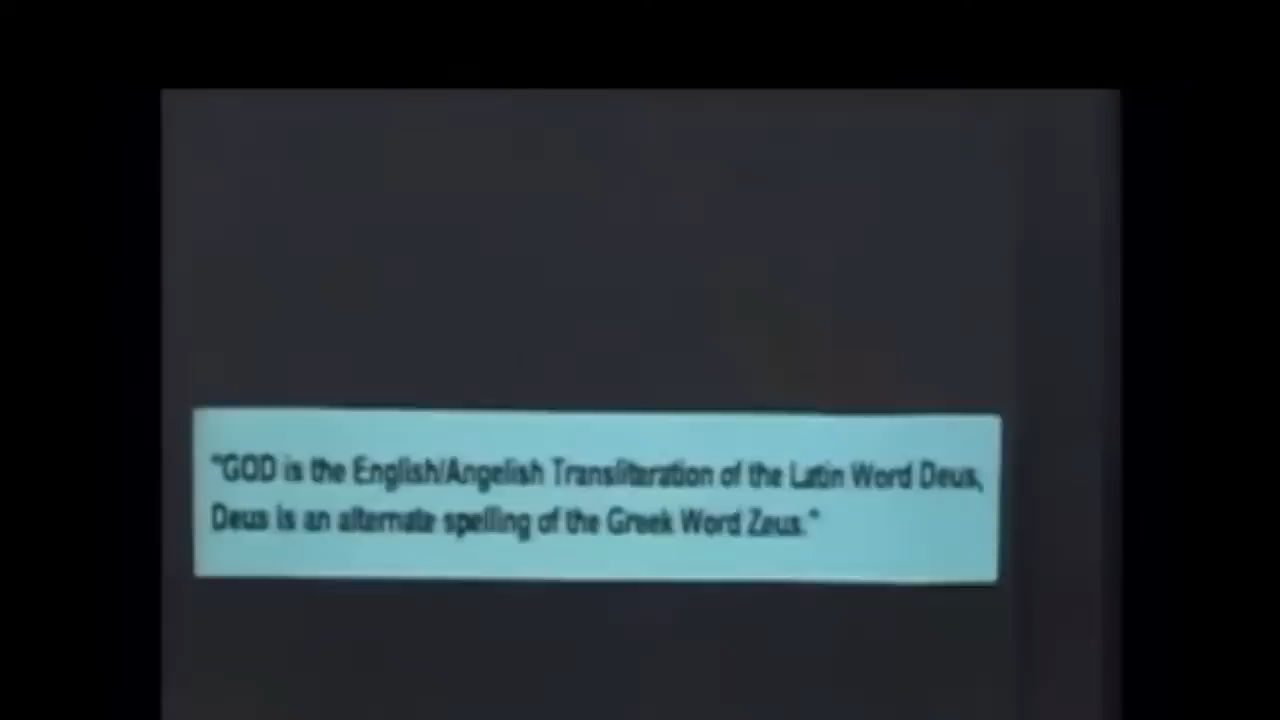 "GOD is the English/Angelish Transliteration of the Latin Word Deus,
Deus is an alternate spelling of the Greek Word Zeus."